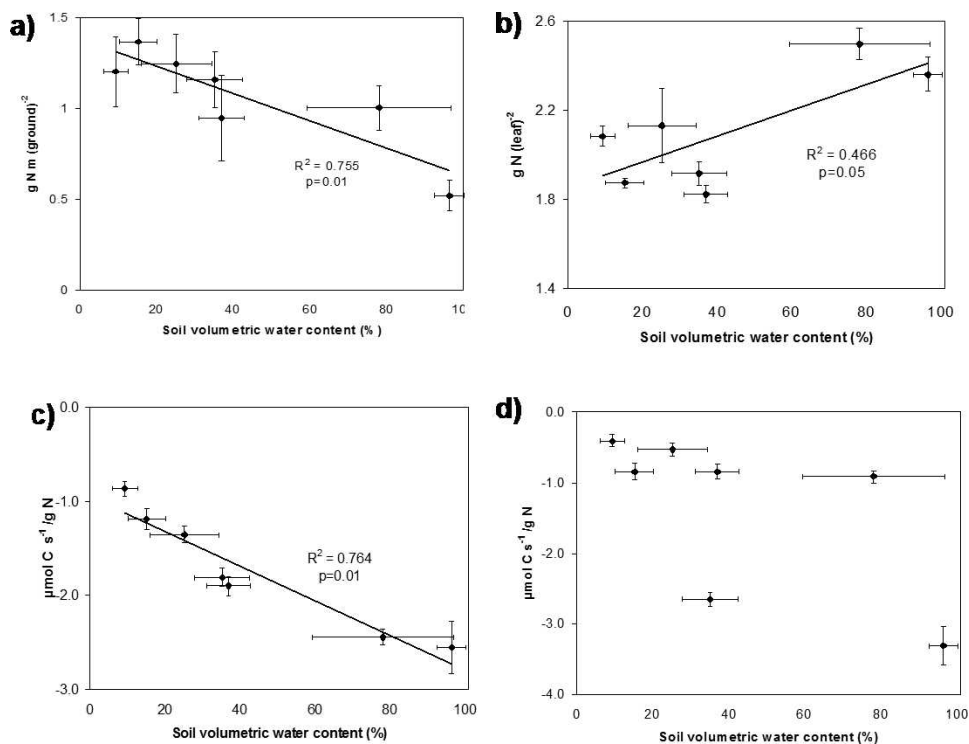 a)
1.5
1
0.5
0
g N m (ground)⁻²
R² = 0.755
p=0.01
0 20 40 60 80 100
Soil volumetric water content (%)
b)
2.6
2.2
1.8
1.4
g N (leaf)⁻²
R² = 0.466
p=0.05
0 20 40 60 80 100
Soil volumetric water content (%)
c)
0.0
-1.0
-2.0
-3.0
µmol C s⁻¹/g N
R² = 0.764
p=0.01
0 20 40 60 80 100
Soil volumetric water content (%)
d)
0.0
-1.0
-2.0
-3.0
-4.0
µmol C s⁻¹/g N
0 20 40 60 80 100
Soil volumetric water content (%)